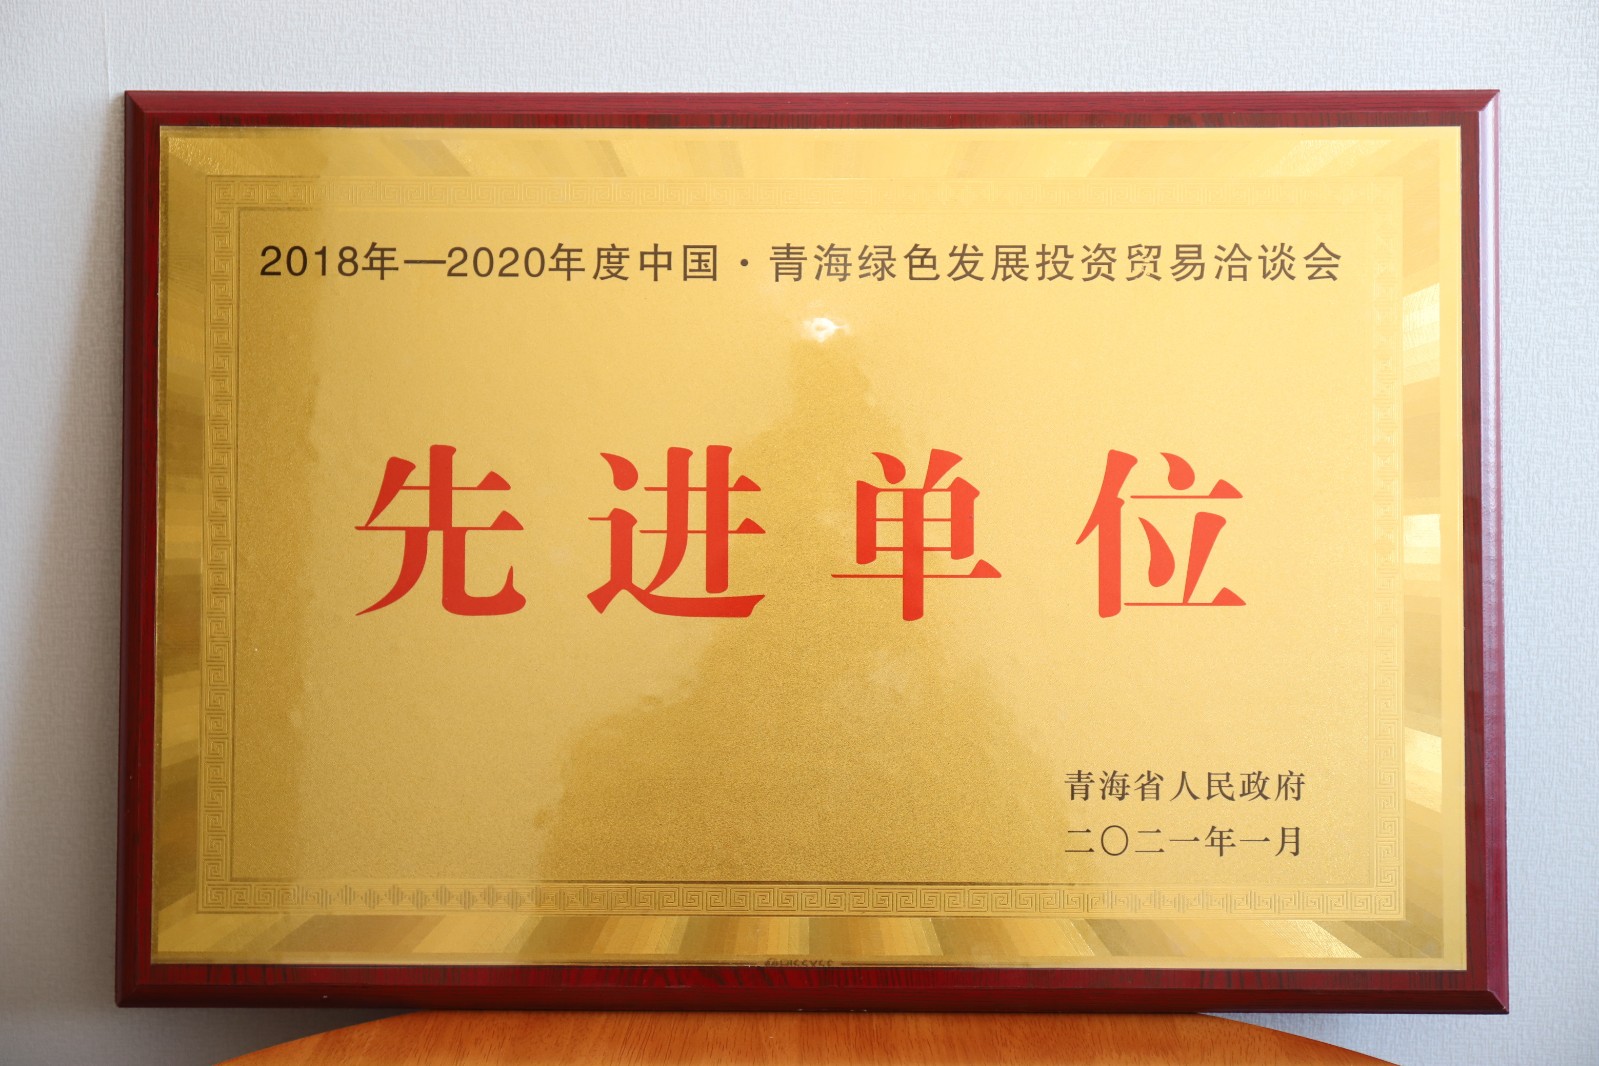 2018年—2020年度中国·青海绿色发展投资贸易洽谈会
先进单位
青海省人民政府
二〇二一年一月